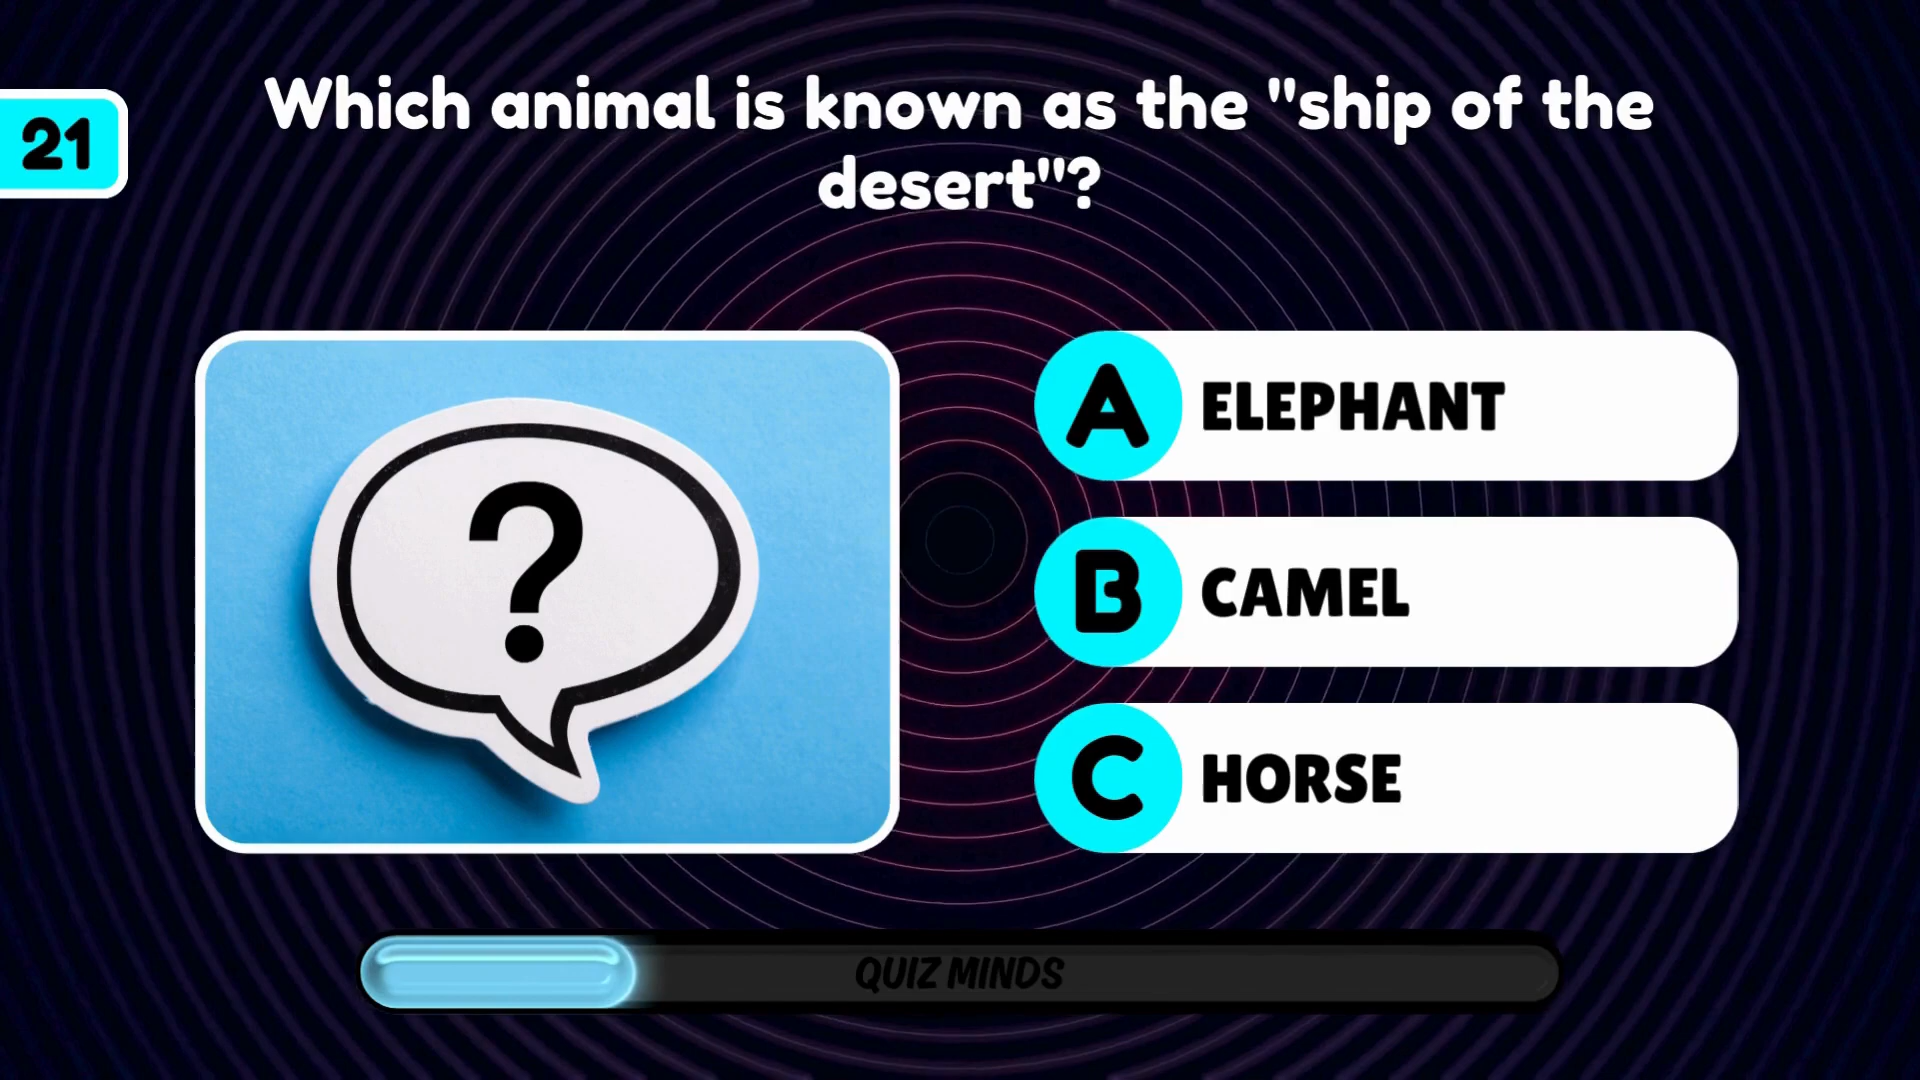 21
Which animal is known as the "ship of the
desert"?
?
A ELEPHANT
B CAMEL
C HORSE
QUIZ MINDS